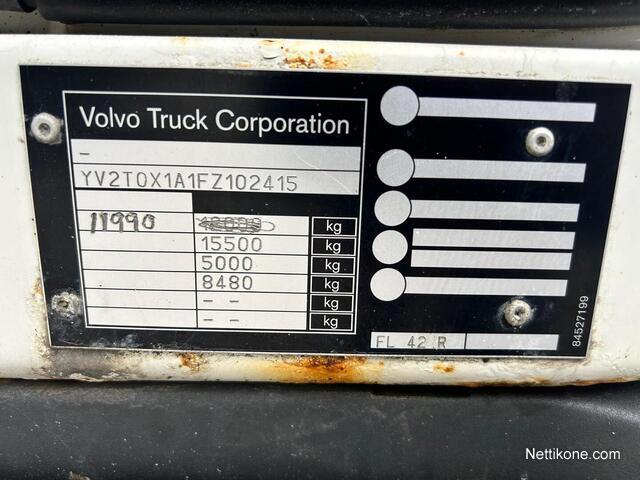 Volvo Truck Corporation
-
YV2T0X1A1FZ102415
11990 kg
15500 kg
5000 kg
8480 kg
- - kg
- - kg
FL 42 R
84527199
Nettikone.com